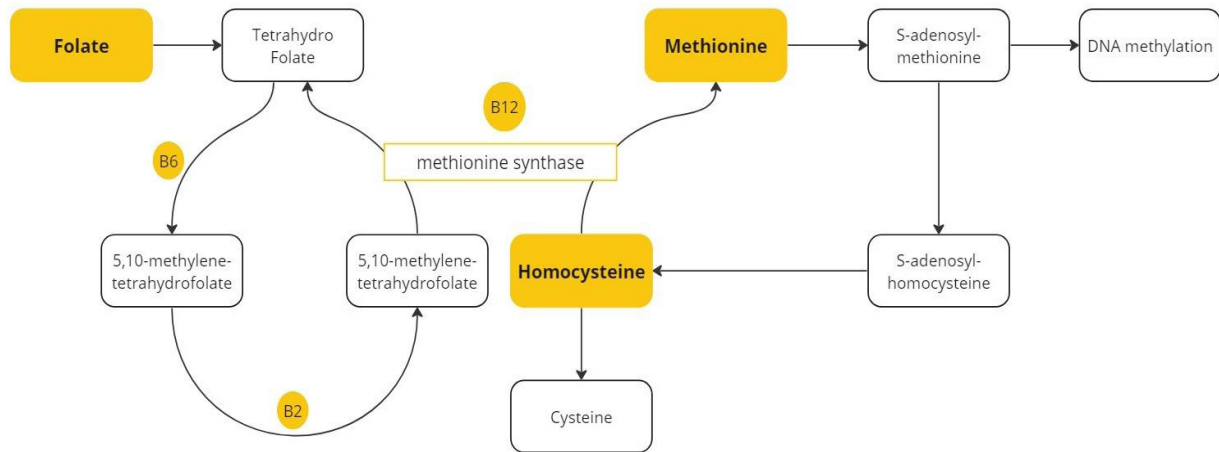 Folate
Tetrahydro
Folate
Methionine
S-adenosyl-
methionine
DNA methylation
B12
B6
methionine synthase
5,10-methylene-
tetrahydrofolate
5,10-methylene-
tetrahydrofolate
Homocysteine
S-adenosyl-
homocysteine
B2
Cysteine